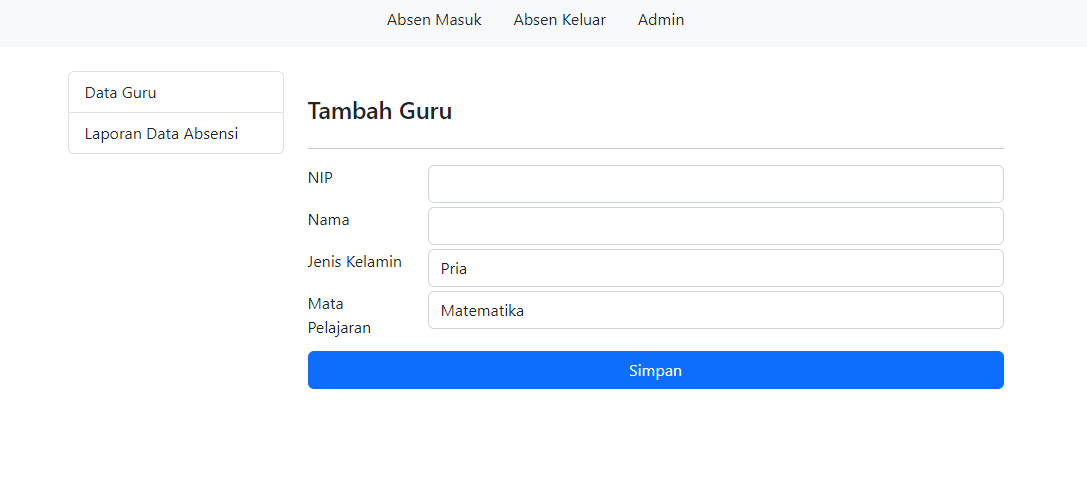 Absen Masuk Absen Keluar Admin
Data Guru
Laporan Data Absensi
Tambah Guru
NIP
Nama
Jenis Kelamin Pria
Mata Pelajaran Matematika
Simpan